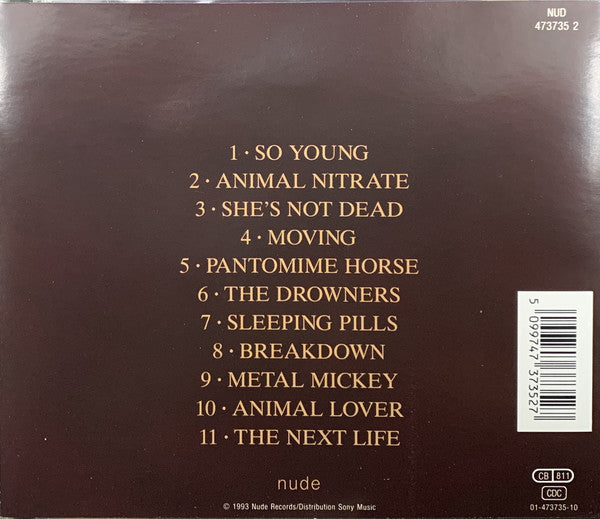 NUD
473735 2
1 · SO YOUNG
2 · ANIMAL NITRATE
3 · SHE'S NOT DEAD
4 · MOVING
5 · PANTOMIME HORSE
6 · THE DROWNERS
7 · SLEEPING PILLS
8 · BREAKDOWN
9 · METAL MICKEY
10 · ANIMAL LOVER
11 · THE NEXT LIFE
5 099747 373527
nude
© 1993 Nude Records/Distribution Sony Music
CB 811
CDC
01-473735-10